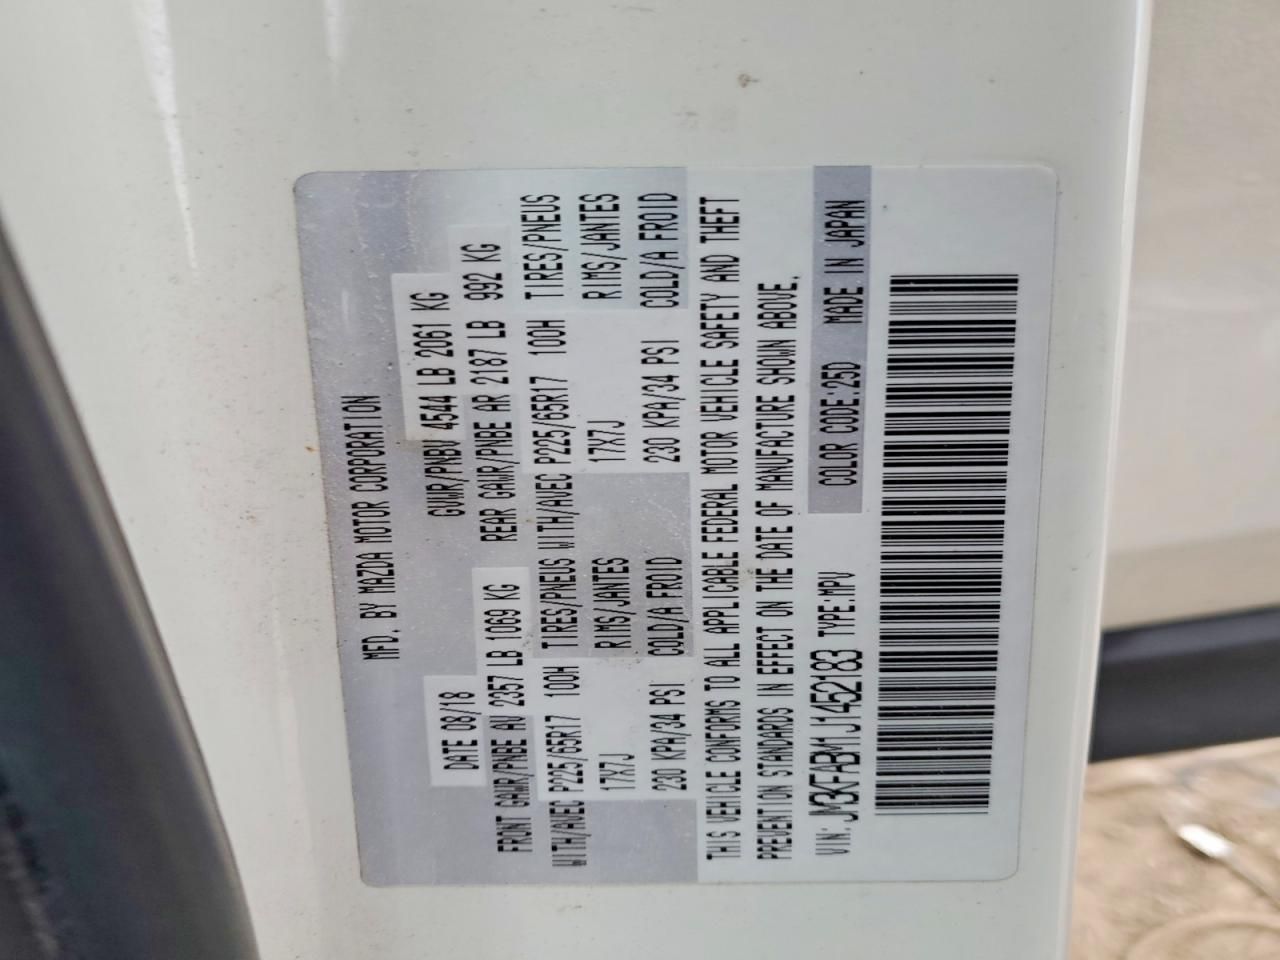 MFD. BY MAZDA MOTOR CORPORATION
DATE 08/18 GVWR/PNBV 4544 LB 2061 KG
FRONT GAWR/PNBE AV 2357 LB 1069 KG REAR GAWR/PNBE AR 2187 LB 992 KG
WITH/AVEC P225/65R17 100H TIRES/PNEUS WITH/AVEC P225/65R17 100H TIRES/PNEUS
17X7J RIMS/JANTES 17X7J RIMS/JANTES
230 KPA/34 PSI COLD/A FROID 230 KPA/34 PSI COLD/A FROID
THIS VEHICLE CONFORMS TO ALL APPLICABLE FEDERAL MOTOR VEHICLE SAFETY AND THEFT
PREVENTION STANDARDS IN EFFECT ON THE DATE OF MANUFACTURE SHOWN ABOVE.
VIN: JM3KFABM1J1452183 TYPE:MPV COLOR CODE:25D MADE IN JAPAN